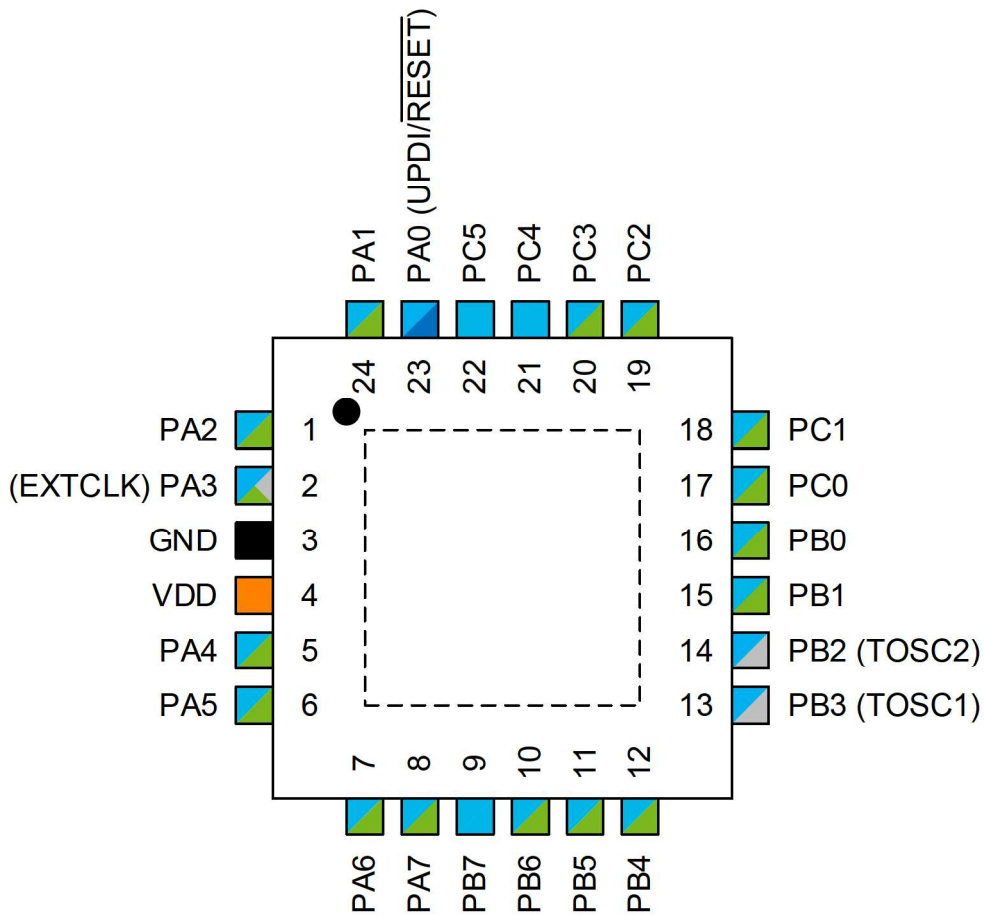 PA0 (UPDI/RESET)
PA1
PC5
PC4
PC3
PC2
24
23
22
21
20
19
PA2
1
18
PC1
(EXTCLK) PA3
2
17
PC0
GND
3
16
PB0
VDD
4
15
PB1
PA4
5
14
PB2 (TOSC2)
PA5
6
13
PB3 (TOSC1)
7
8
9
10
11
12
PA6
PA7
PB7
PB6
PB5
PB4